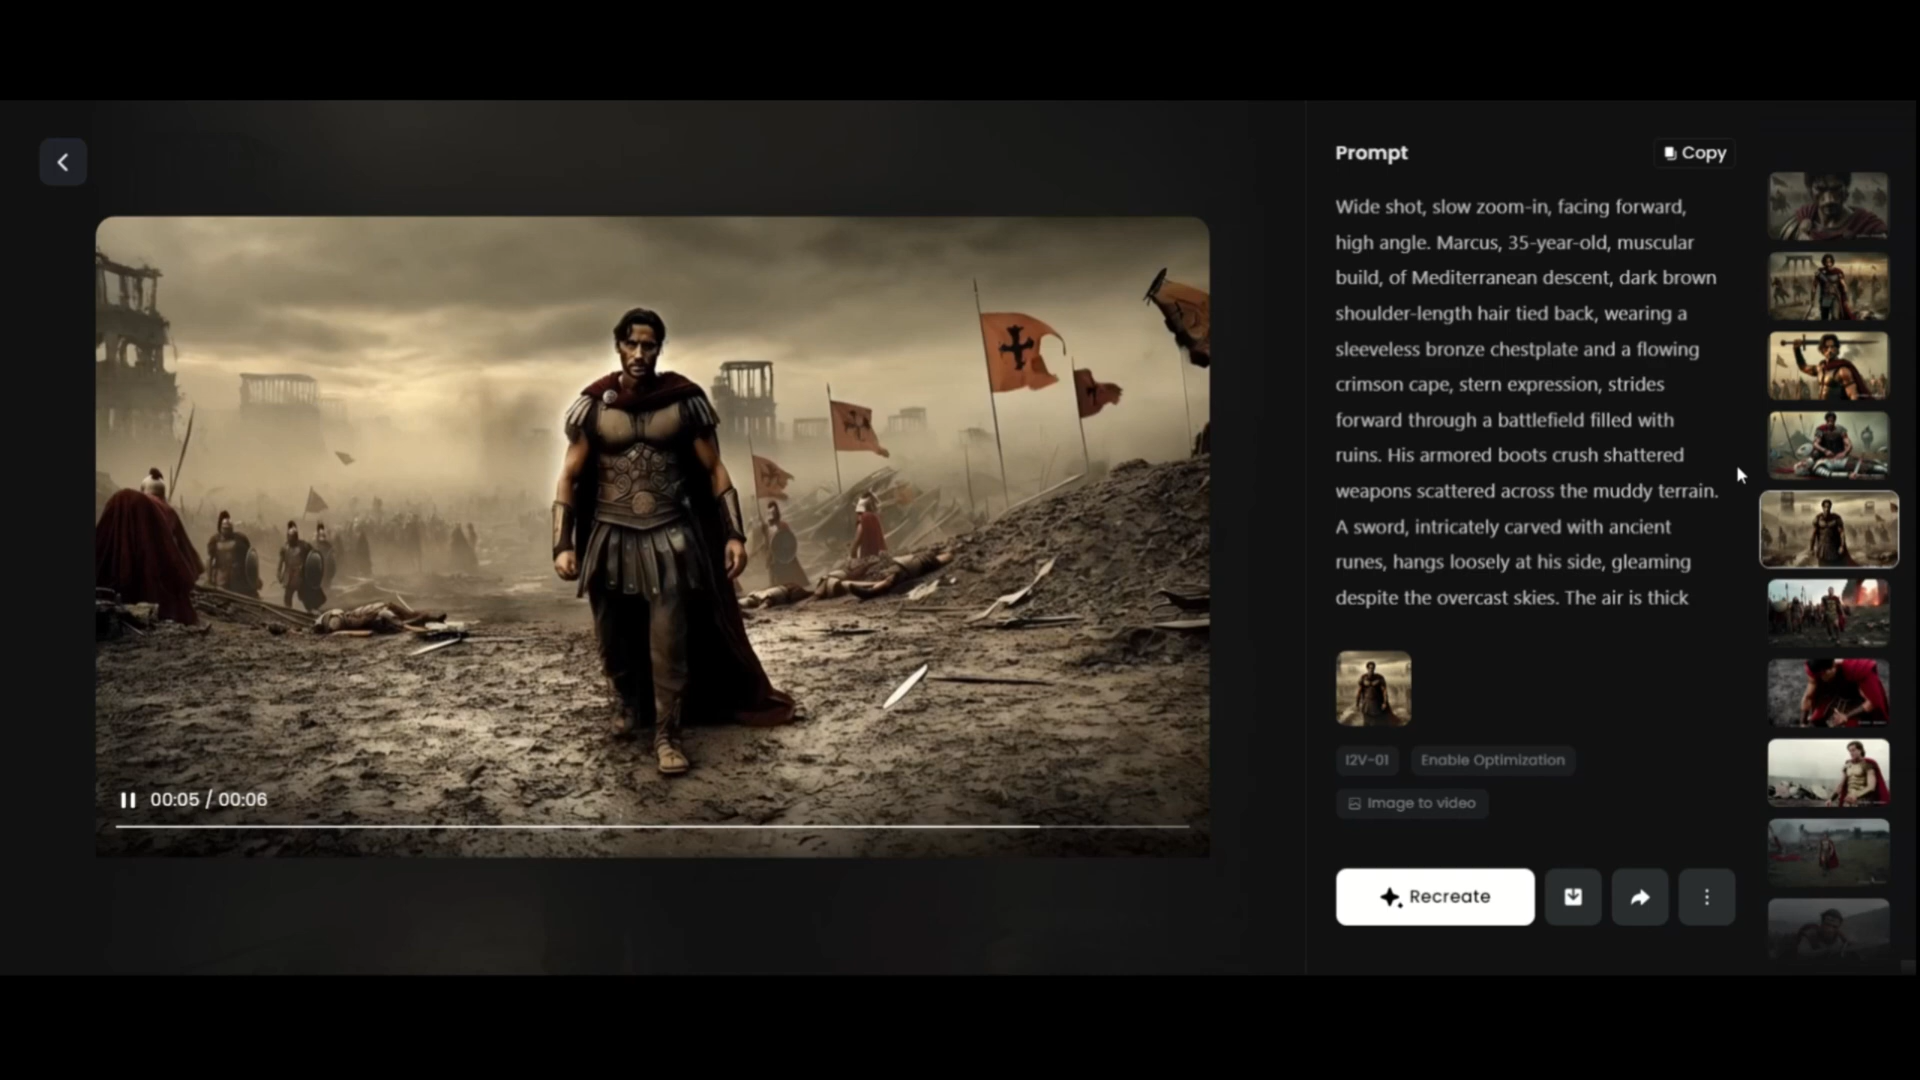 Prompt
Copy
Wide shot, slow zoom-in, facing forward,
high angle. Marcus, 35-year-old, muscular
build, of Mediterranean descent, dark brown
shoulder-length hair tied back, wearing a
sleeveless bronze chestplate and a flowing
crimson cape, stern expression, strides
forward through a battlefield filled with
ruins. His armored boots crush shattered
weapons scattered across the muddy terrain.
A sword, intricately carved with ancient
runes, hangs loosely at his side, gleaming
despite the overcast skies. The air is thick
I2V-01
Enable Optimization
Image to video
00:05 / 00:06
Recreate